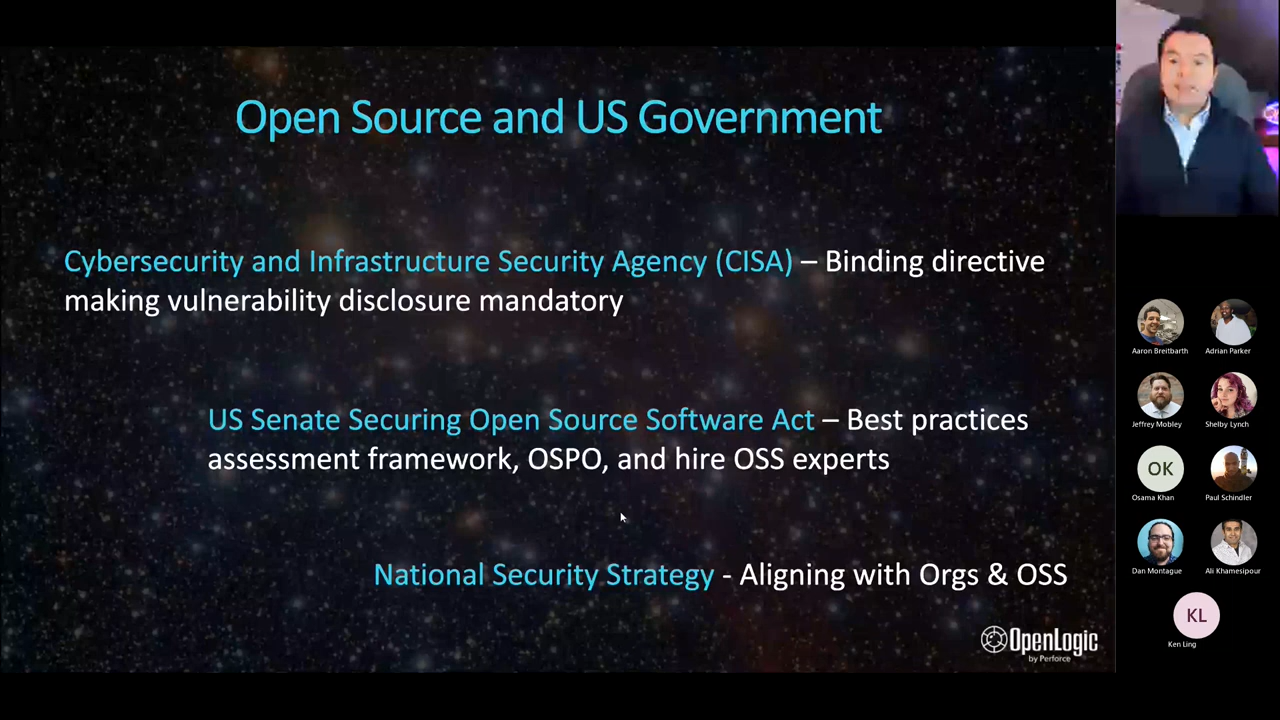 Open Source and US Government
Cybersecurity and Infrastructure Security Agency (CISA) – Binding directive
making vulnerability disclosure mandatory
US Senate Securing Open Source Software Act – Best practices
assessment framework, OSPO, and hire OSS experts
National Security Strategy - Aligning with Orgs & OSS
OpenLogic
by Perforce
Aaron Breitbarth
Adrian Parker
Jeffrey Mobley
Shelby Lynch
OK
Osama Khan
Paul Schindler
Dan Montague
Ali Khamesipour
KL
Ken Ling